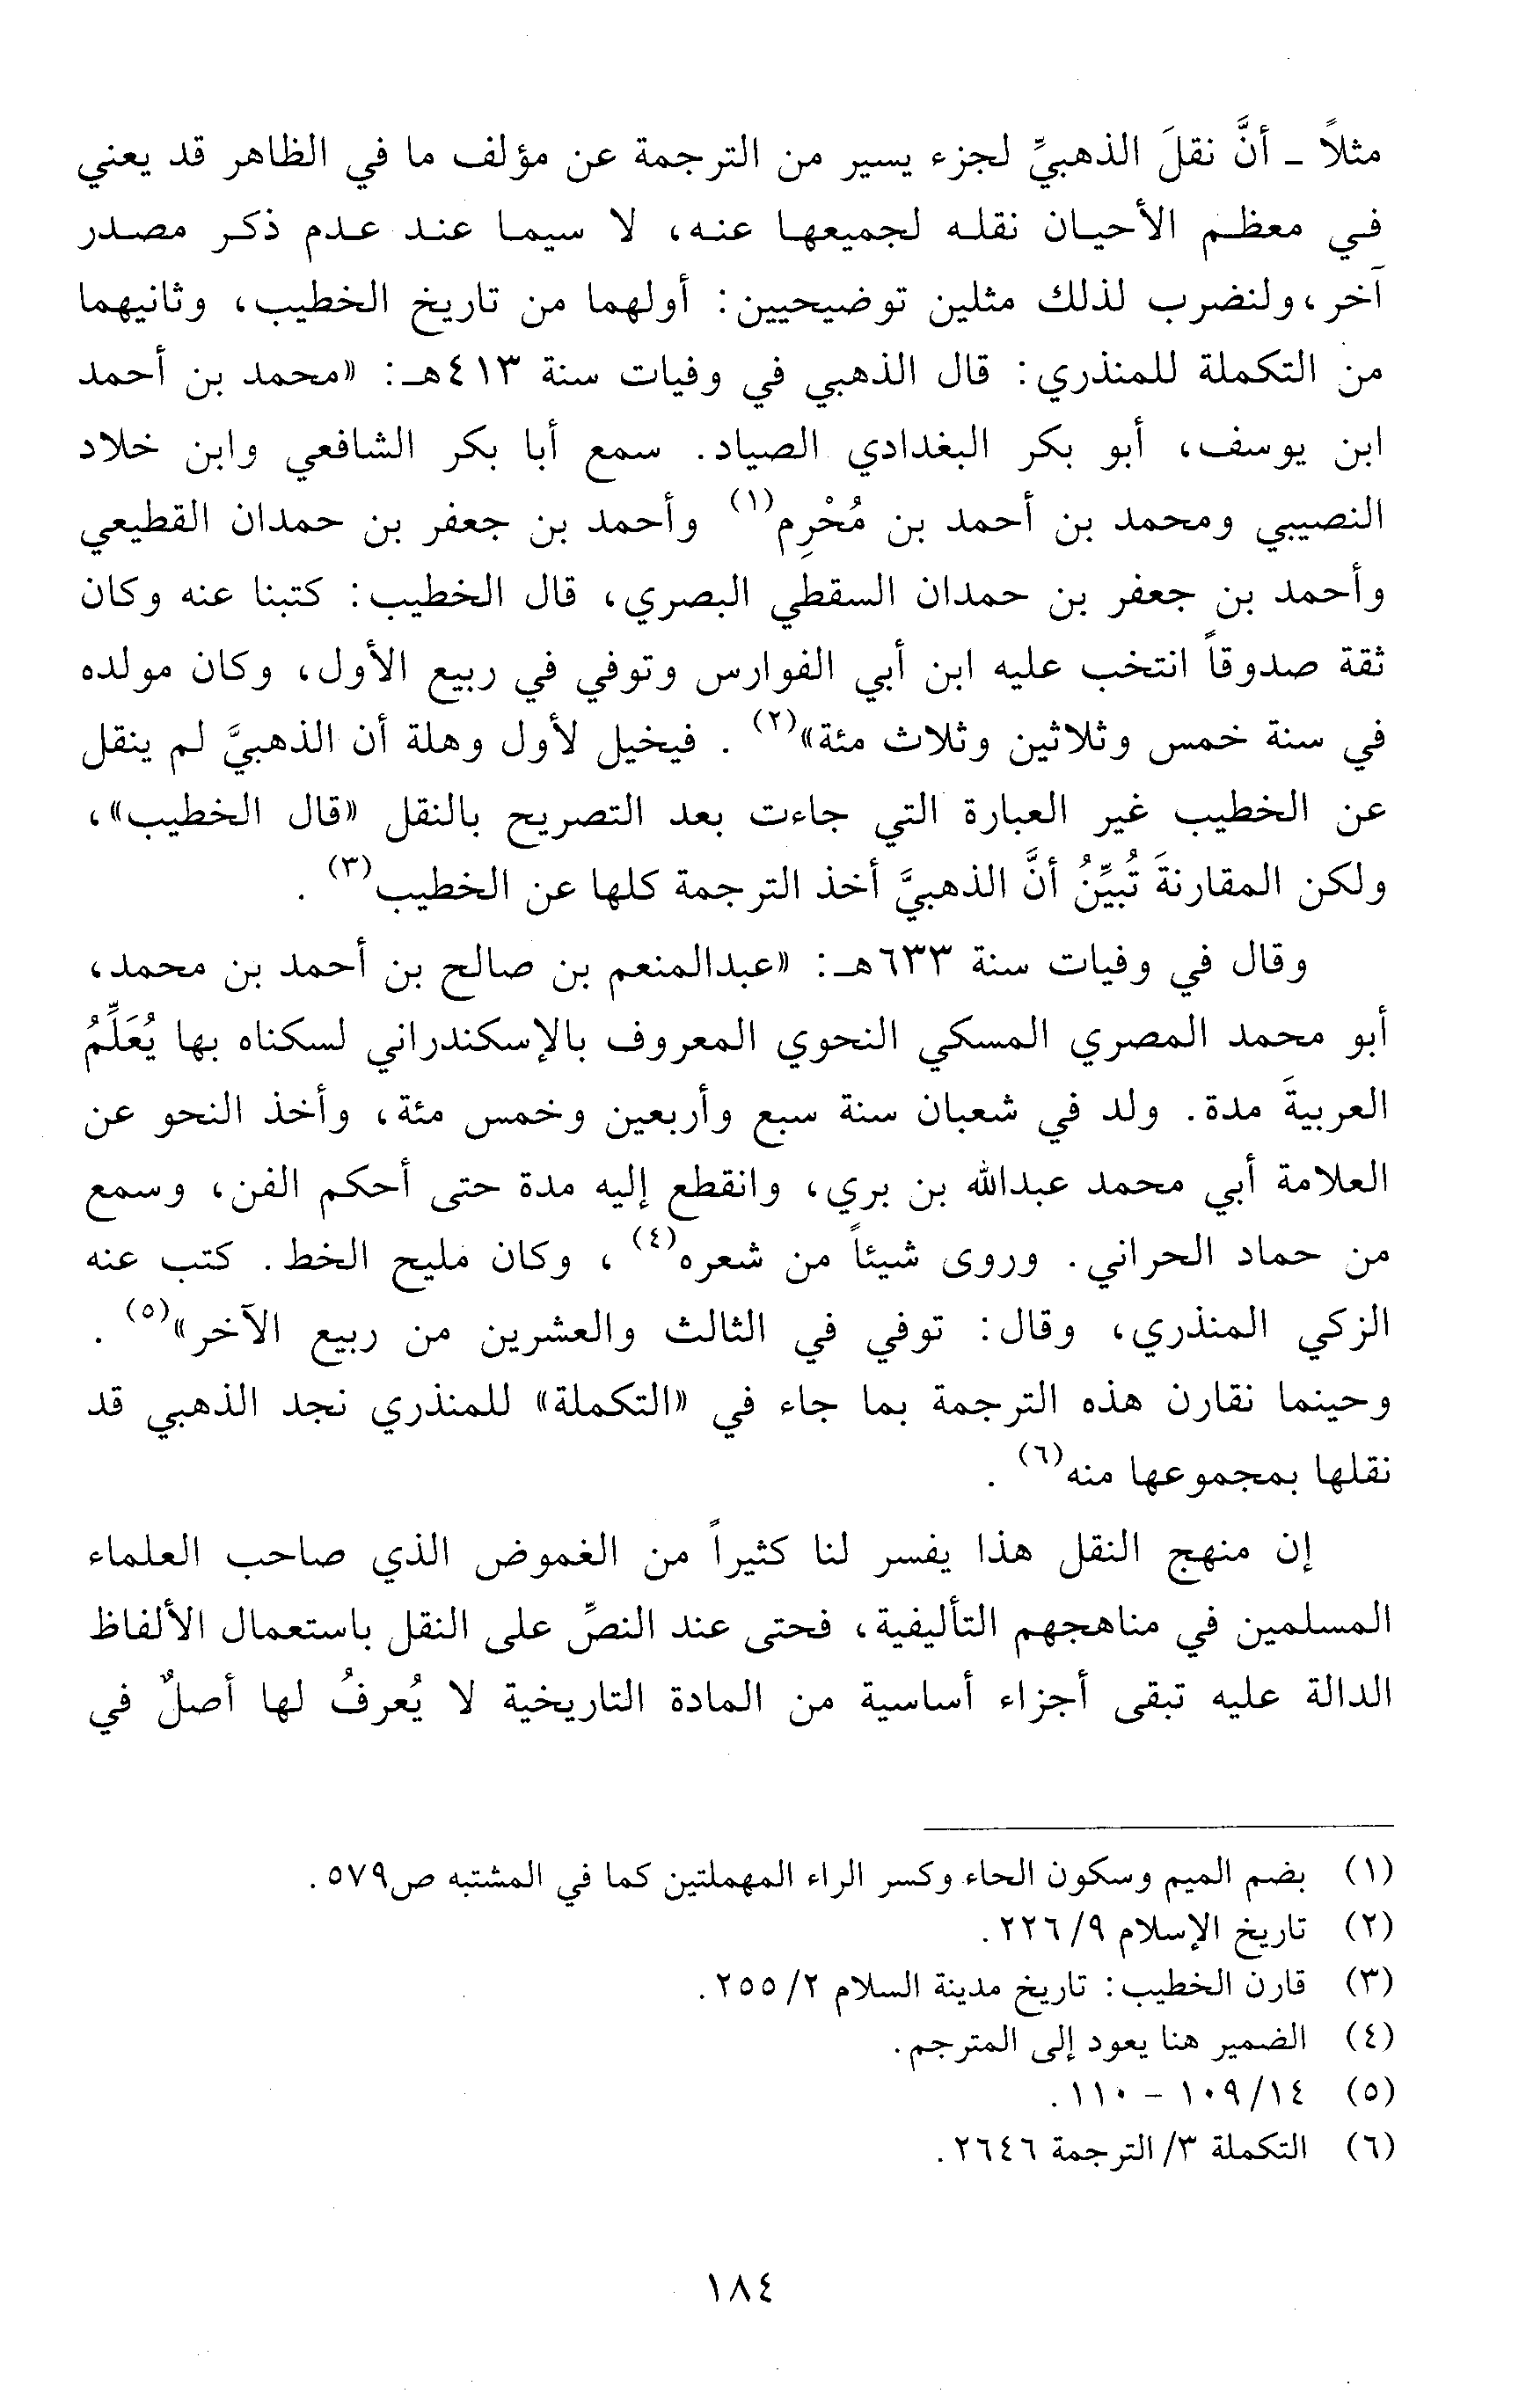 مثلاً ـ أنَّ نقلَ الذهبيِّ لجزء يسير من الترجمة عن مؤلف ما في الظاهر قد يعني
في معظم الأحيان نقله لجميعها عنه، لا سيما عند عدم ذكر مصدر
آخر، ولنضرب لذلك مثلين توضيحيين: أولهما من تاريخ الخطيب، وثانيهما
من التكملة للمنذري: قال الذهبي في وفيات سنة ٤١٣هـ: «محمد بن أحمد
ابن يوسف، أبو بكر البغدادي الصياد. سمع أبا بكر الشافعي وابن خلاد
النصيبي ومحمد بن أحمد بن مُحْرِم(١) وأحمد بن جعفر بن حمدان القطيعي
وأحمد بن جعفر بن حمدان السقطي البصري، قال الخطيب: كتبنا عنه وكان
ثقة صدوقاً انتخب عليه ابن أبي الفوارس وتوفي في ربيع الأول، وكان مولده
في سنة خمس وثلاثين وثلاث مئة»(٢) . فيخيل لأول وهلة أن الذهبيَّ لم ينقل
عن الخطيب غير العبارة التي جاءت بعد التصريح بالنقل «قال الخطيب»،
ولكن المقارنةَ تُبيِّنُ أنَّ الذهبيَّ أخذ الترجمة كلها عن الخطيب(٣) .
وقال في وفيات سنة ٦٣٣هـ: «عبدالمنعم بن صالح بن أحمد بن محمد،
أبو محمد المصري المسكي النحوي المعروف بالإسكندراني لسكناه بها يُعَلِّمُ
العربيةَ مدة. ولد في شعبان سنة سبع وأربعين وخمس مئة، وأخذ النحو عن
العلامة أبي محمد عبدالله بن بري، وانقطع إليه مدة حتى أحكم الفن، وسمع
من حماد الحراني. وروى شيئاً من شعره(٤) ، وكان مليح الخط. كتب عنه
الزكي المنذري، وقال: توفي في الثالث والعشرين من ربيع الآخر»(٥) .
وحينما نقارن هذه الترجمة بما جاء في «التكملة» للمنذري نجد الذهبي قد
نقلها بمجموعها منه(٦) .
إن منهج النقل هذا يفسر لنا كثيراً من الغموض الذي صاحب العلماء
المسلمين في مناهجهم التأليفية، فحتى عند النصِّ على النقل باستعمال الألفاظ
الدالة عليه تبقى أجزاء أساسية من المادة التاريخية لا يُعرفُ لها أصلٌ في
(١) بضم الميم وسكون الحاء وكسر الراء المهملتين كما في المشتبه ص٥٧٩.
(٢) تاريخ الإسلام ٩/ ٢٢٦.
(٣) قارن الخطيب: تاريخ مدينة السلام ٢/ ٢٥٥.
(٤) الضمير هنا يعود إلى المترجم.
(٥) ١٤/ ١٠٩ - ١١٠.
(٦) التكملة ٣/ الترجمة ٢٦٤٦.
١٨٤